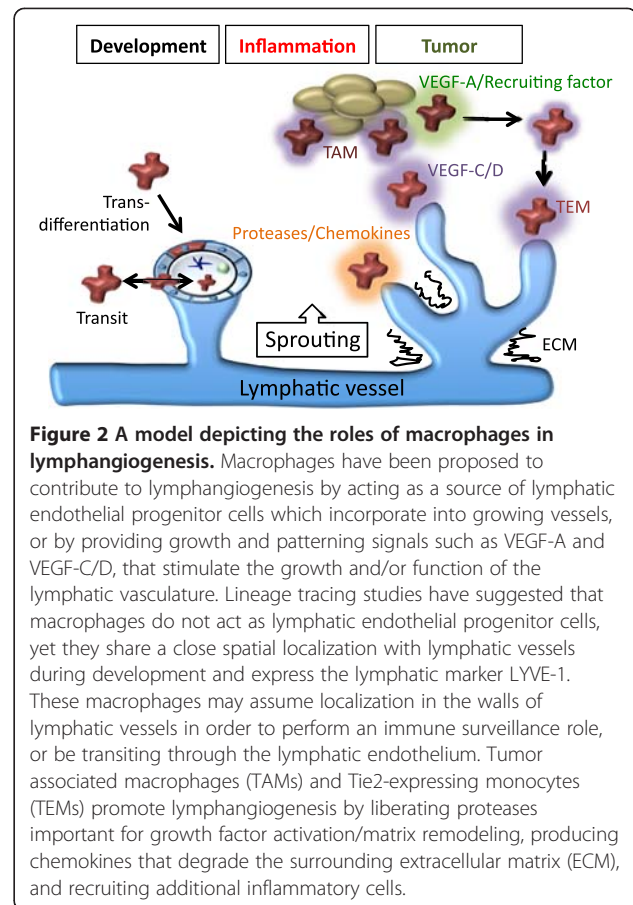 Development Inflammation Tumor
VEGF-A/Recruiting factor
TAM
VEGF-C/D
TEM
Trans-
differentiation
Proteases/Chemokines
Transit
Sprouting
ECM
Lymphatic vessel
Figure 2 A model depicting the roles of macrophages in
lymphangiogenesis. Macrophages have been proposed to
contribute to lymphangiogenesis by acting as a source of lymphatic
endothelial progenitor cells which incorporate into growing vessels,
or by providing growth and patterning signals such as VEGF-A and
VEGF-C/D, that stimulate the growth and/or function of the
lymphatic vasculature. Lineage tracing studies have suggested that
macrophages do not act as lymphatic endothelial progenitor cells,
yet they share a close spatial localization with lymphatic vessels
during development and express the lymphatic marker LYVE-1.
These macrophages may assume localization in the walls of
lymphatic vessels in order to perform an immune surveillance role,
or be transiting through the lymphatic endothelium. Tumor
associated macrophages (TAMs) and Tie2-expressing monocytes
(TEMs) promote lymphangiogenesis by liberating proteases
important for growth factor activation/matrix remodeling, producing
chemokines that degrade the surrounding extracellular matrix (ECM),
and recruiting additional inflammatory cells.